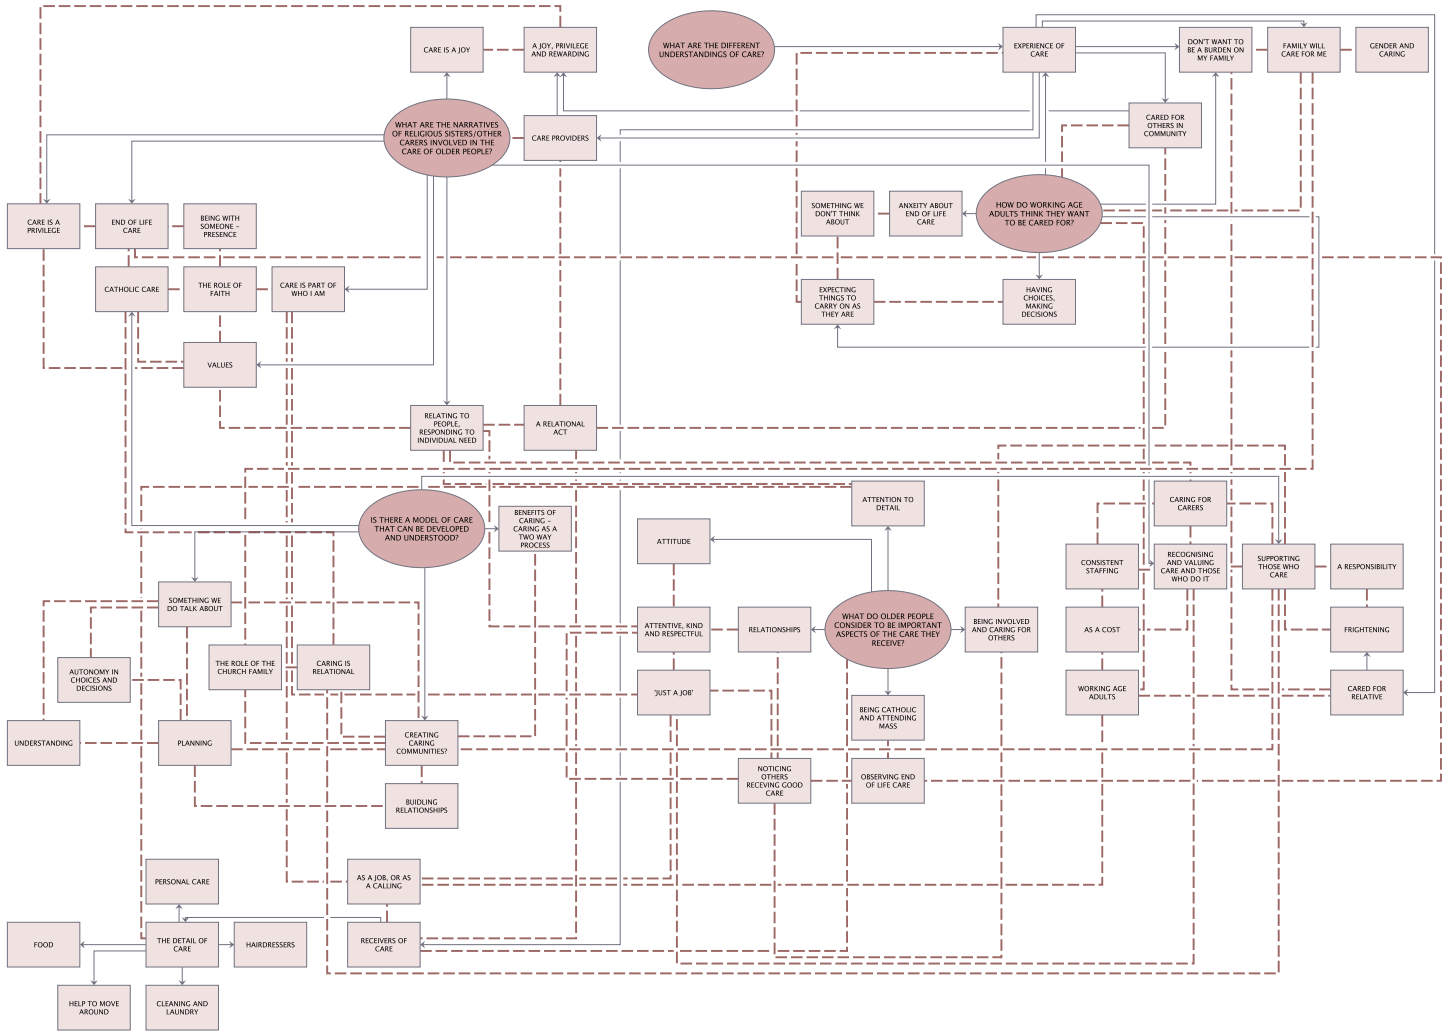 CARE IS A JOY
A JOY, PRIVILEGE
AND REWARDING
WHAT ARE THE DIFFERENT
UNDERSTANDINGS OF CARE?
EXPERIENCE OF
CARE
DON'T WANT TO
BE A BURDEN ON
MY FAMILY
FAMILY WILL
CARE FOR ME
GENDER AND
CARING
WHAT ARE THE NARRATIVES
OF RELIGIOUS SISTERS/OTHER
CARERS INVOLVED IN THE
CARE OF OLDER PEOPLE?
CARE PROVIDERS
CARED FOR
OTHERS IN
COMMUNITY
CARE IS A
PRIVILEGE
END OF LIFE
CARE
BEING WITH
SOMEONE –
PRESENCE
SOMETHING WE
DON'T THINK
ABOUT
ANXEITY ABOUT
END OF LIFE
CARE
HOW DO WORKING AGE
ADULTS THINK THEY WANT
TO BE CARED FOR?
CATHOLIC CARE
THE ROLE OF
FAITH
CARE IS PART OF
WHO I AM
EXPECTING
THINGS TO
CARRY ON AS
THEY ARE
HAVING
CHOICES,
MAKING
DECISIONS
VALUES
RELATING TO
PEOPLE,
RESPONDING TO
INDIVIDUAL NEED
A RELATIONAL
ACT
IS THERE A MODEL OF CARE
THAT CAN BE DEVELOPED
AND UNDERSTOOD?
BENEFITS OF
CARING –
CARING AS A
TWO WAY
PROCESS
ATTENTION TO
DETAIL
CARING FOR
CARERS
ATTITUDE
CONSISTENT
STAFFING
RECOGNISING
AND VALUING
CARE AND THOSE
WHO DO IT
SUPPORTING
THOSE WHO
CARE
A RESPONSIBILITY
SOMETHING WE
DO TALK ABOUT
ATTENTIVE, KIND
AND RESPECTFUL
RELATIONSHIPS
WHAT DO OLDER PEOPLE
CONSIDER TO BE IMPORTANT
ASPECTS OF THE CARE THEY
RECEIVE?
BEING INVOLVED
AND CARING FOR
OTHERS
AS A COST
FRIGHTENING
AUTONOMY IN
CHOICES AND
DECISIONS
THE ROLE OF THE
CHURCH FAMILY
CARING IS
RELATIONAL
'JUST A JOB'
BEING CATHOLIC
AND ATTENDING
MASS
WORKING AGE
ADULTS
CARED FOR
RELATIVE
UNDERSTANDING
PLANNING
CREATING
CARING
COMMUNITIES?
NOTICING
OTHERS
RECEVING GOOD
CARE
OBSERVING END
OF LIFE CARE
BUIDLING
RELATIONSHIPS
PERSONAL CARE
AS A JOB, OR AS
A CALLING
FOOD
THE DETAIL OF
CARE
HAIRDRESSERS
RECEIVERS OF
CARE
HELP TO MOVE
AROUND
CLEANING AND
LAUNDRY